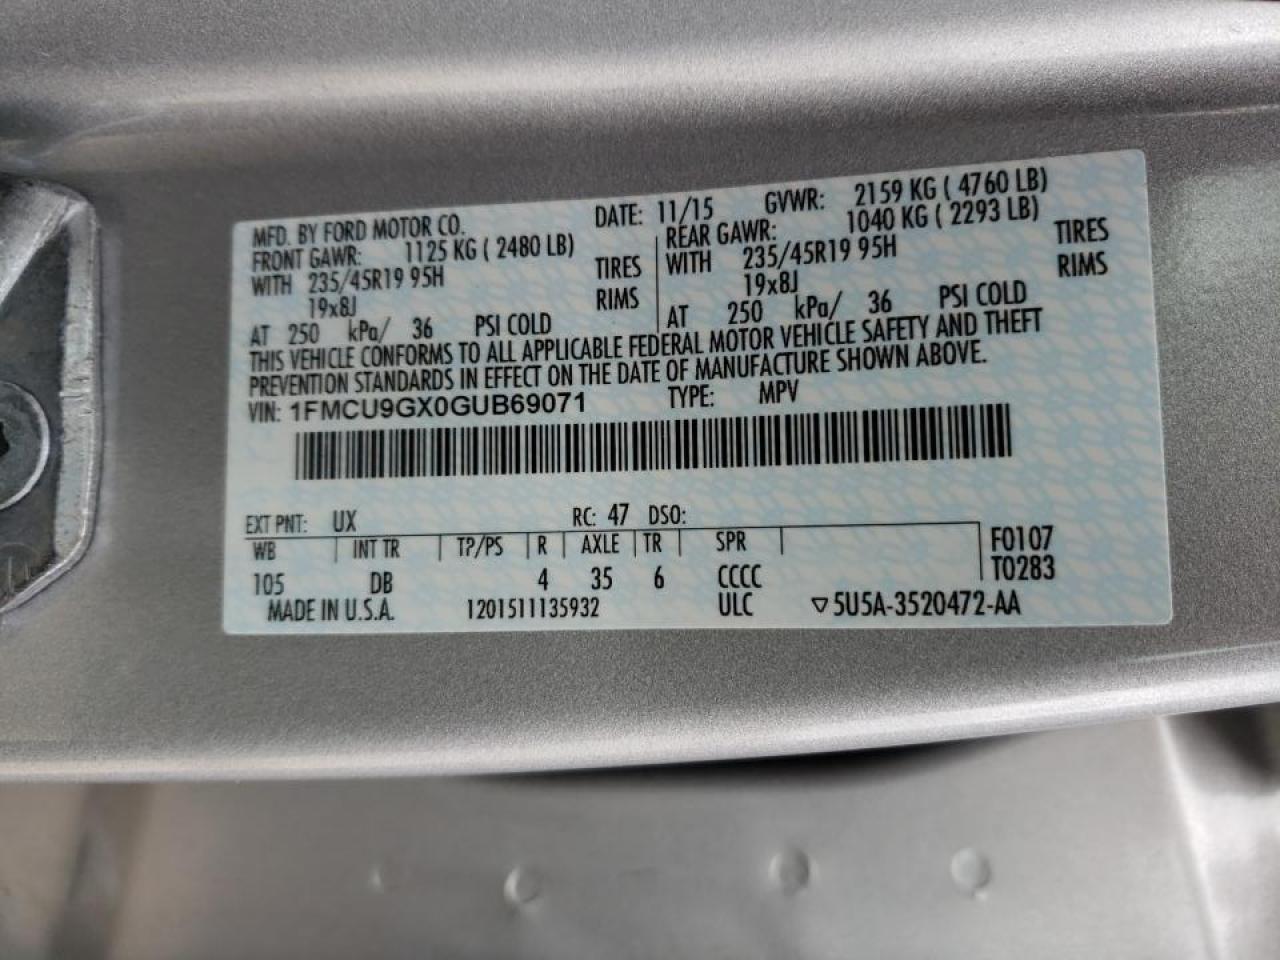 MFD. BY FORD MOTOR CO. DATE: 11/15 GVWR: 2159 KG ( 4760 LB)
FRONT GAWR: 1125 KG ( 2480 LB) REAR GAWR: 1040 KG ( 2293 LB)
WITH 235/45R19 95H TIRES WITH 235/45R19 95H TIRES
19x8J RIMS 19x8J RIMS
AT 250 kPa/ 36 PSI COLD AT 250 kPa/ 36 PSI COLD
THIS VEHICLE CONFORMS TO ALL APPLICABLE FEDERAL MOTOR VEHICLE SAFETY AND THEFT
PREVENTION STANDARDS IN EFFECT ON THE DATE OF MANUFACTURE SHOWN ABOVE.
VIN: 1FMCU9GX0GUB69071 TYPE: MPV
EXT PNT: UX RC: 47 DSO:
WB INT TR TP/PS R AXLE TR SPR F0107
105 DB 4 35 6 CCCC T0283
MADE IN U.S.A. 1201511135932 ULC ▽5U5A-3520472-AA